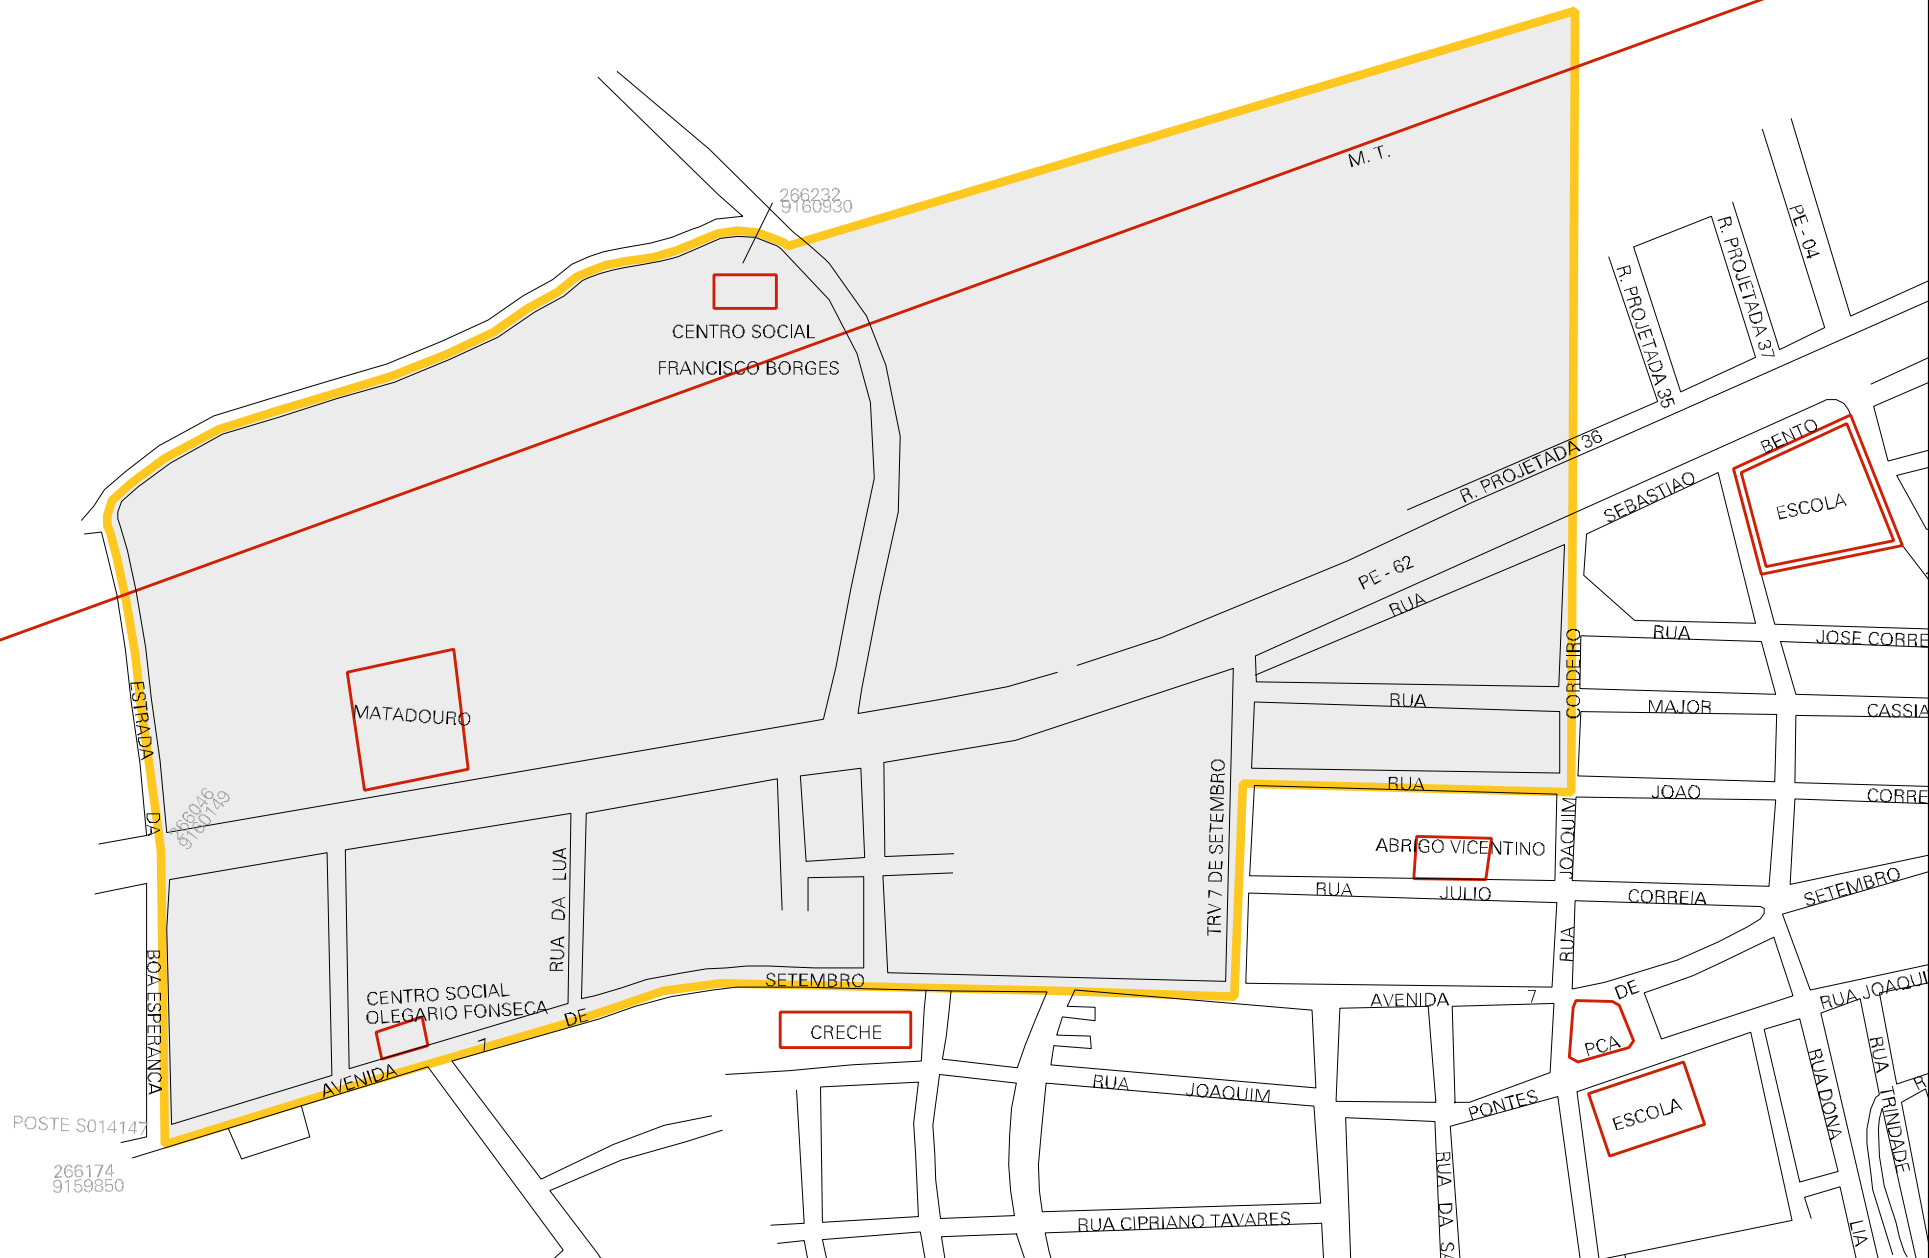 M. T.
266232
9160930
PE - 04
R. PROJETADA 37
R. PROJETADA 35
CENTRO SOCIAL
FRANCISCO BORGES
R. PROJETADA 36
BENTO
SEBASTIAO
ESCOLA
PE - 62
RUA
RUA
JOSE CORRE
CORDEIRO
RUA
MAJOR
CASSIA
MATADOURO
ESTRADA
DA
BOA ESPERANCA
266046
9160149
RUA
JOAO
CORRE
TRV 7 DE SETEMBRO
ABRIGO VICENTINO
JOAQUIM
RUA
RUA
JULIO
CORREIA
SETEMBRO
RUA DA LUA
CENTRO SOCIAL
OLEGARIO FONSECA
SETEMBRO
DE
7
AVENIDA
AVENIDA
7
DE
RUA JOAQUI
CRECHE
PCA
RUA
JOAQUIM
PONTES
ESCOLA
RUA DONA
RUA TRINDADE
R
POSTE S014147
266174
9159850
RUA CIPRIANO TAVARES
RUA DA SA
LIA